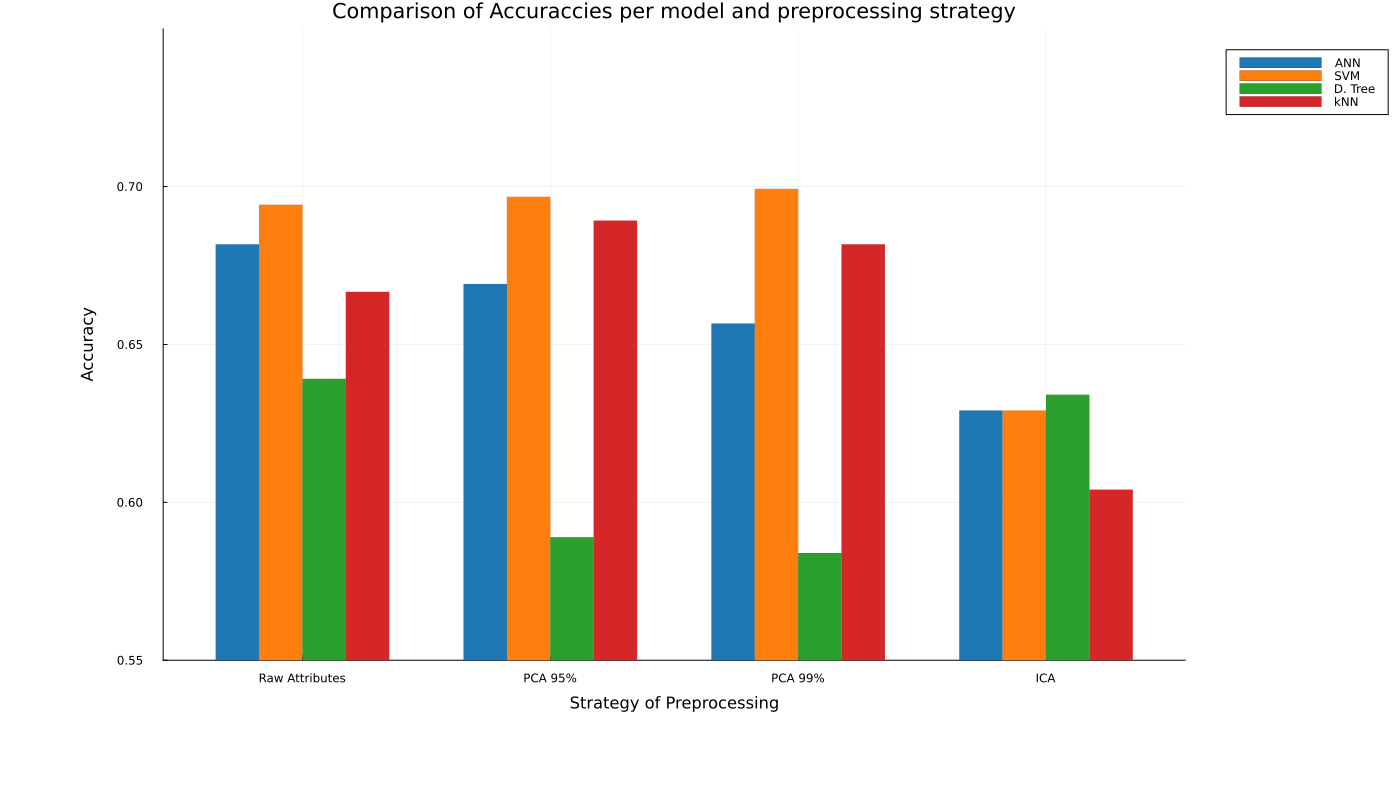 Comparison of Accuraccies per model and preprocessing strategy
ANN
SVM
D. Tree
kNN
0.70
0.65
0.60
0.55
Accuracy
Raw Attributes
PCA 95%
PCA 99%
ICA
Strategy of Preprocessing